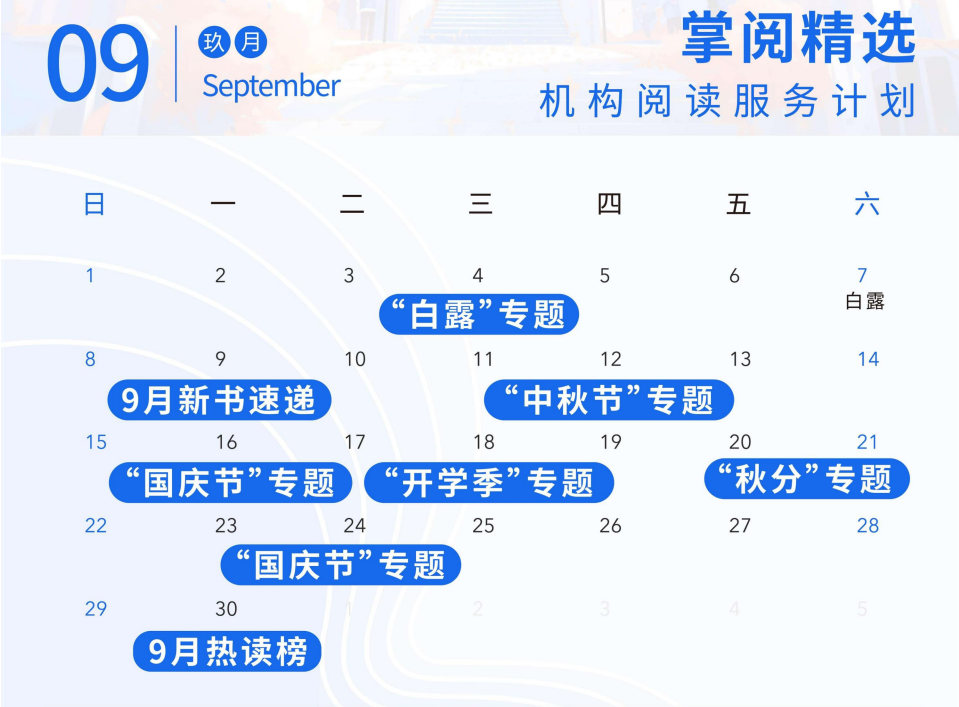 09
玖月
September
掌阅精选
机构阅读服务计划
日 一 二 三 四 五 六
1 2 3 4 5 6 7
白露
“白露”专题
8 9 10 11 12 13 14
9月新书速递 “中秋节”专题
15 16 17 18 19 20 21
“国庆节”专题 “开学季”专题 “秋分”专题
22 23 24 25 26 27 28
“国庆节”专题
29 30 1 2 3 4 5
9月热读榜